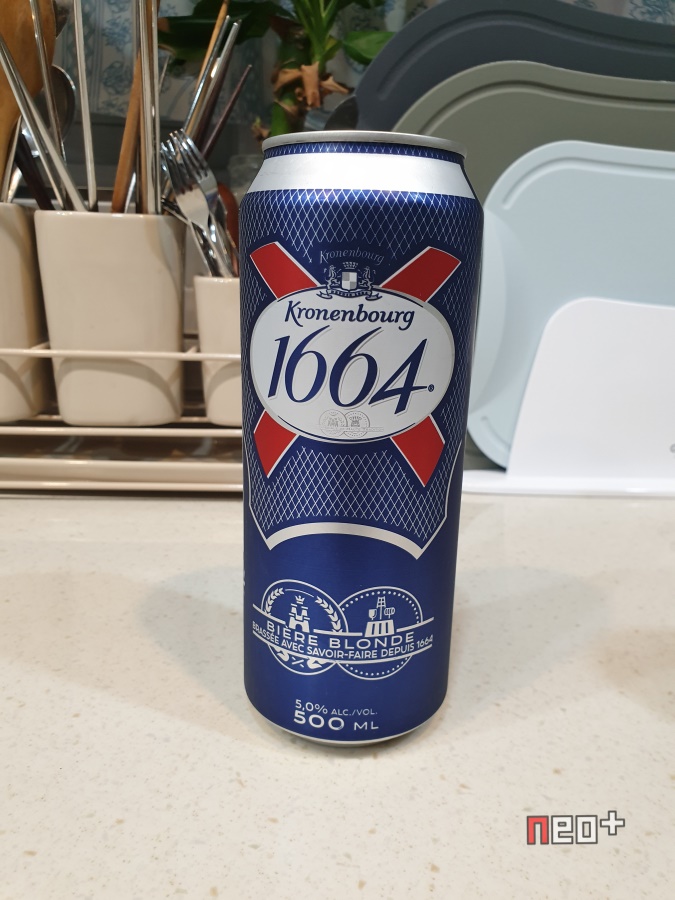 Kronenbourg
Kronenbourg
1664
BIÈRE BLONDE
BRASSÉE AVEC SAVOIR-FAIRE DEPUIS 1664
5,0% ALC./VOL.
500 ML
neo+